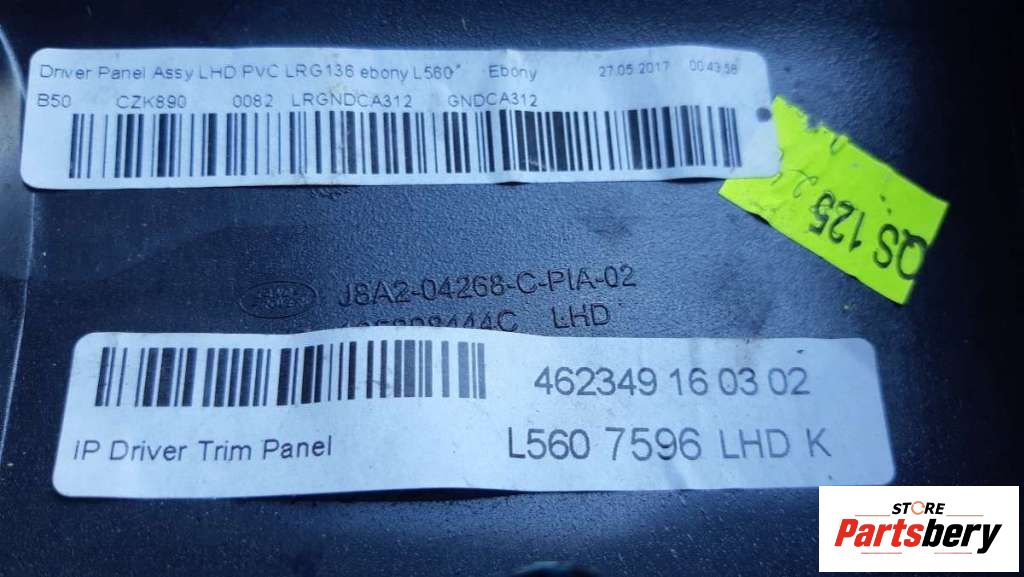 Driver Panel Assy LHD PVC LRG136 ebony L560* Ebony 27.05.2017 00:43:58
B50 CZK890 0082 LRGNDCA312 GNDCA312
QS 125
J8A2-04268-C-PIA-02
LHD
462349 16 03 02
IP Driver Trim Panel
L560 7596 LHD K
STORE
Partsbery